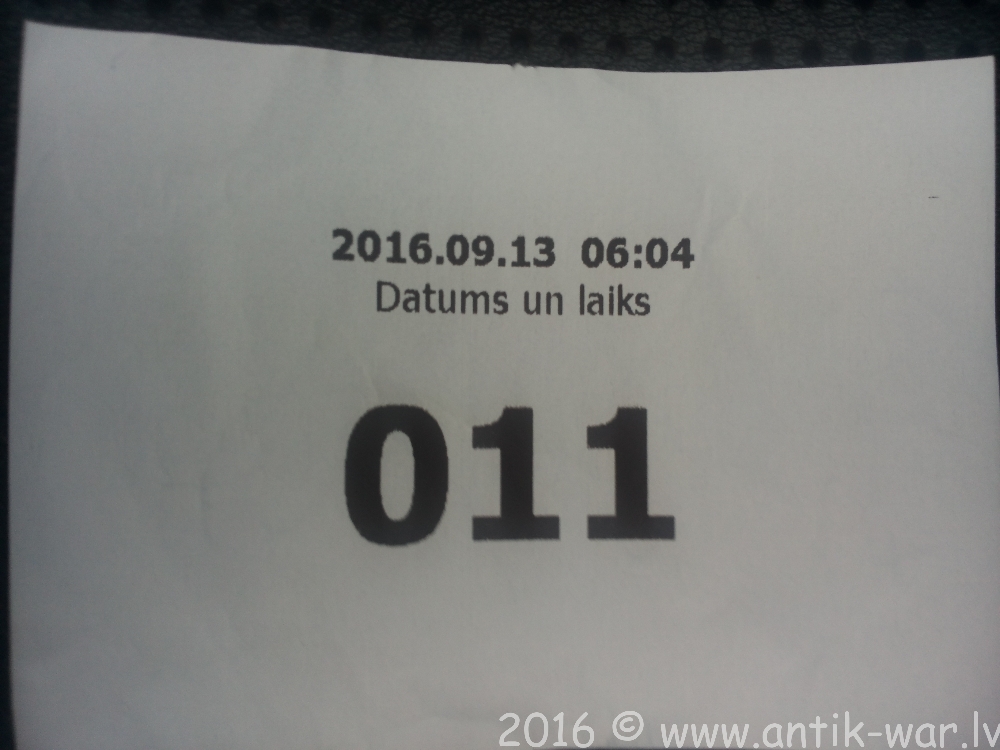 2016.09.13 06:04
Datums un laiks
011
2016 © www.antik-war.lv